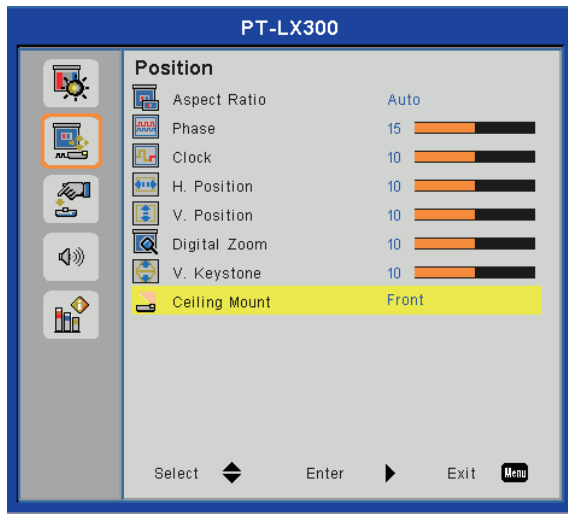 PT-LX300
Position
Aspect Ratio Auto
Phase 15
Clock 10
H. Position 10
V. Position 10
Digital Zoom 10
V. Keystone 10
Ceiling Mount Front
Select Enter Exit Menu